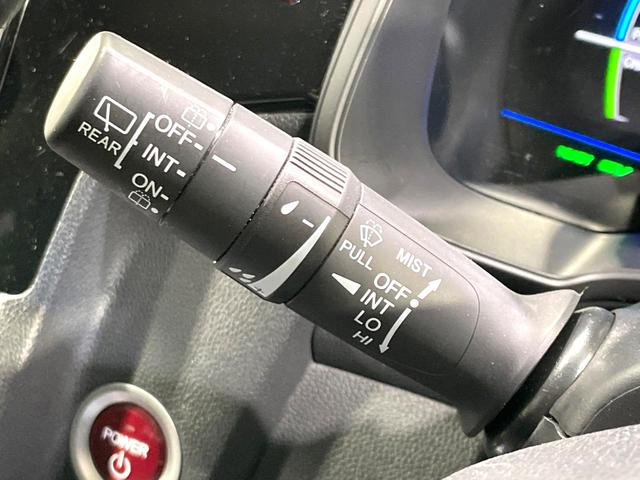 REAR
OFF
INT
ON
PULL
MIST
OFF
INT
LO
HI
POWER